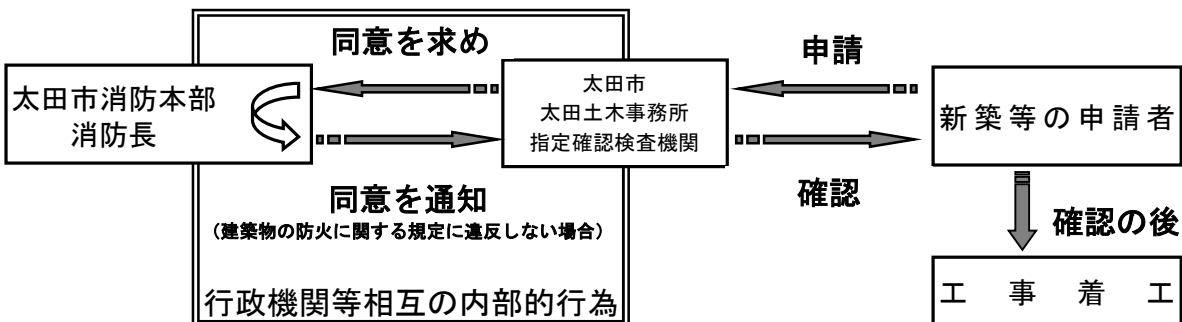 同意を求め
太田市消防本部
消防長
太田市
太田土木事務所
指定確認検査機関
申請
新築等の申請者
同意を通知
(建築物の防火に関する規定に違反しない場合)
確認
確認の後
行政機関等相互の内部的行為
工事着工